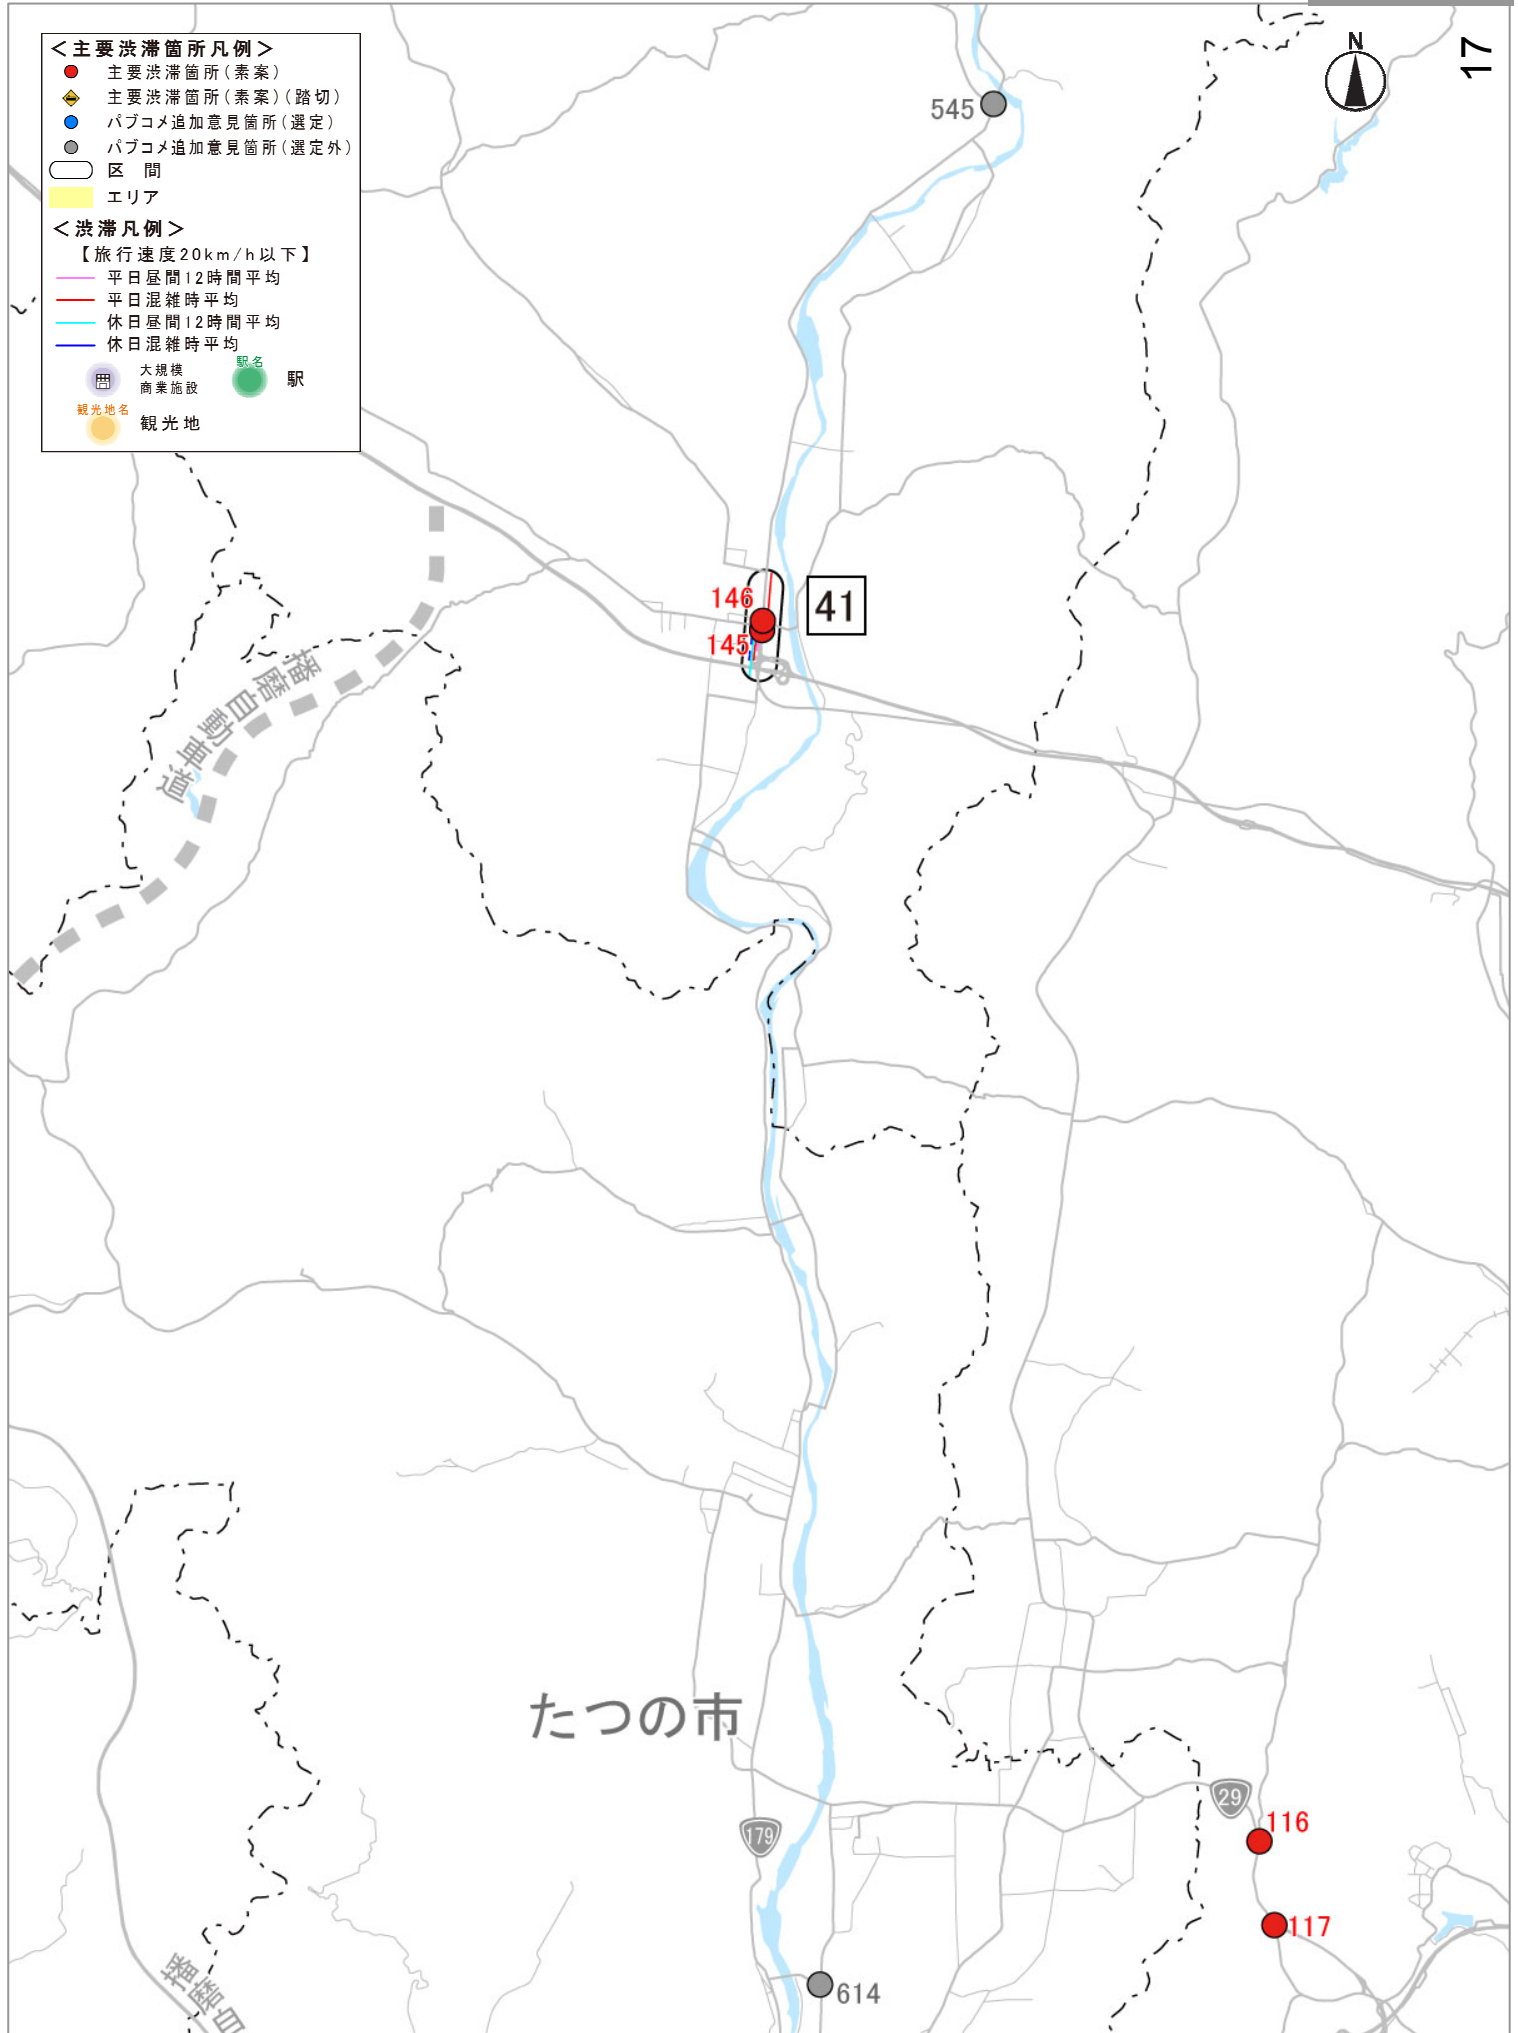 ＜主要渋滞箇所凡例＞
主要渋滞箇所(素案)
主要渋滞箇所(素案)(踏切)
パブコメ追加意見箇所(選定)
パブコメ追加意見箇所(選定外)
区　間
エリア
＜渋滞凡例＞
【旅行速度20km/h以下】
平日昼間12時間平均
平日混雑時平均
休日昼間12時間平均
休日混雑時平均
大規模
商業施設
駅名
駅
観光地名
観光地
N
17
545
146
41
145
播磨自動車道
たつの市
29
179
116
117
614
播磨自